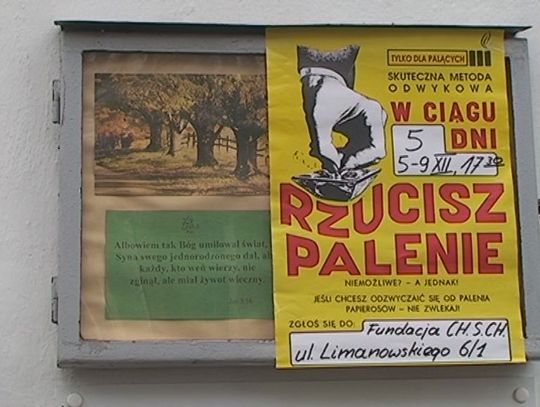 Albowiem tak Bóg umiłował świat,
Syna swego jednorodzonego dał, ab
każdy, kto weń wierzy, nie
zginął, ale miał żywot wieczny.
TYLKO DLA PALĄCYCH
SKUTECZNA METODA
ODWYKOWA
W CIĄGU
5 DNI
5-9 XII, 17 30
RZUCISZ
PALENIE
NIEMOŻLIWE? – A JEDNAK!
JEŚLI CHCESZ ODZWYCZAIĆ SIĘ OD PALENIA
PAPIEROSÓW – NIE ZWLEKAJ!
ZGŁOŚ SIĘ DO: Fundacja CH.S.CH.
ul. Limanowskiego 6/1